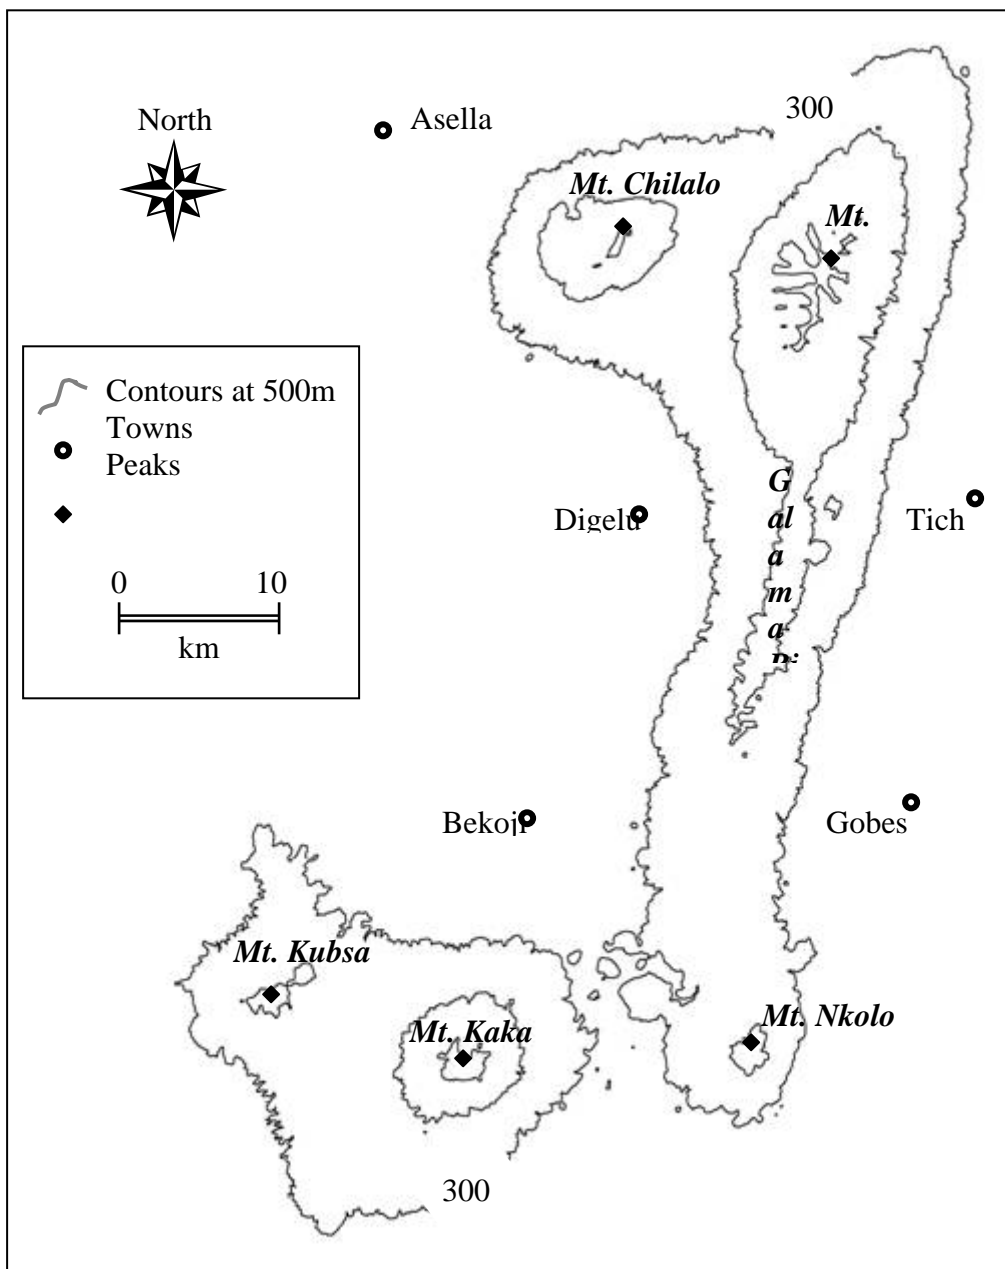 North
Asella
300
Mt. Chilalo
Mt.
Contours at 500m
Towns
Peaks
0 10
km
Digelu
G
al
a
m
a
Tich
Bekoji
Gobes
Mt. Kubsa
Mt. Kaka
Mt. Nkolo
300